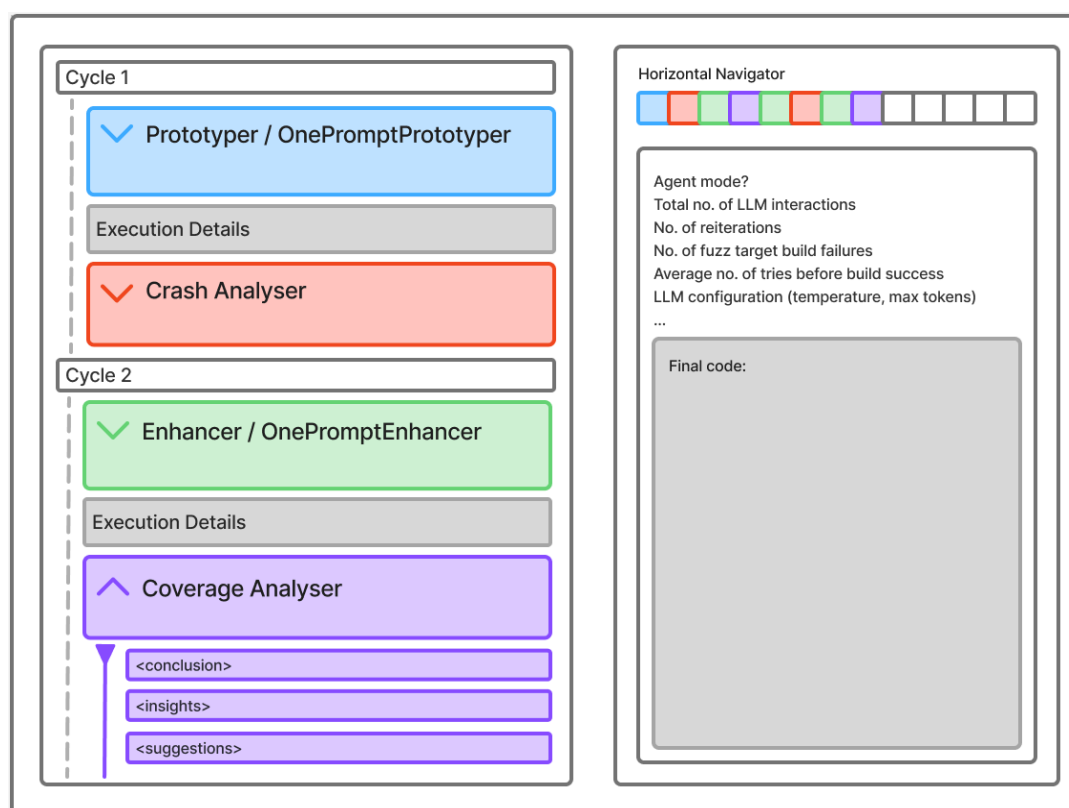 Cycle 1
Prototyper / OnePromptPrototyper
Execution Details
Crash Analyser
Cycle 2
Enhancer / OnePromptEnhancer
Execution Details
Coverage Analyser
<conclusion>
<insights>
<suggestions>
Horizontal Navigator
Agent mode?
Total no. of LLM interactions
No. of reiterations
No. of fuzz target build failures
Average no. of tries before build success
LLM configuration (temperature, max tokens)
...
Final code: